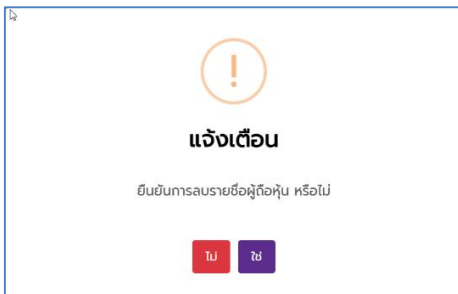 !
แจ้งเตือน
ยืนยันการลบรายชื่อผู้ถือหุ้น หรือไม่
ไม่ ใช่